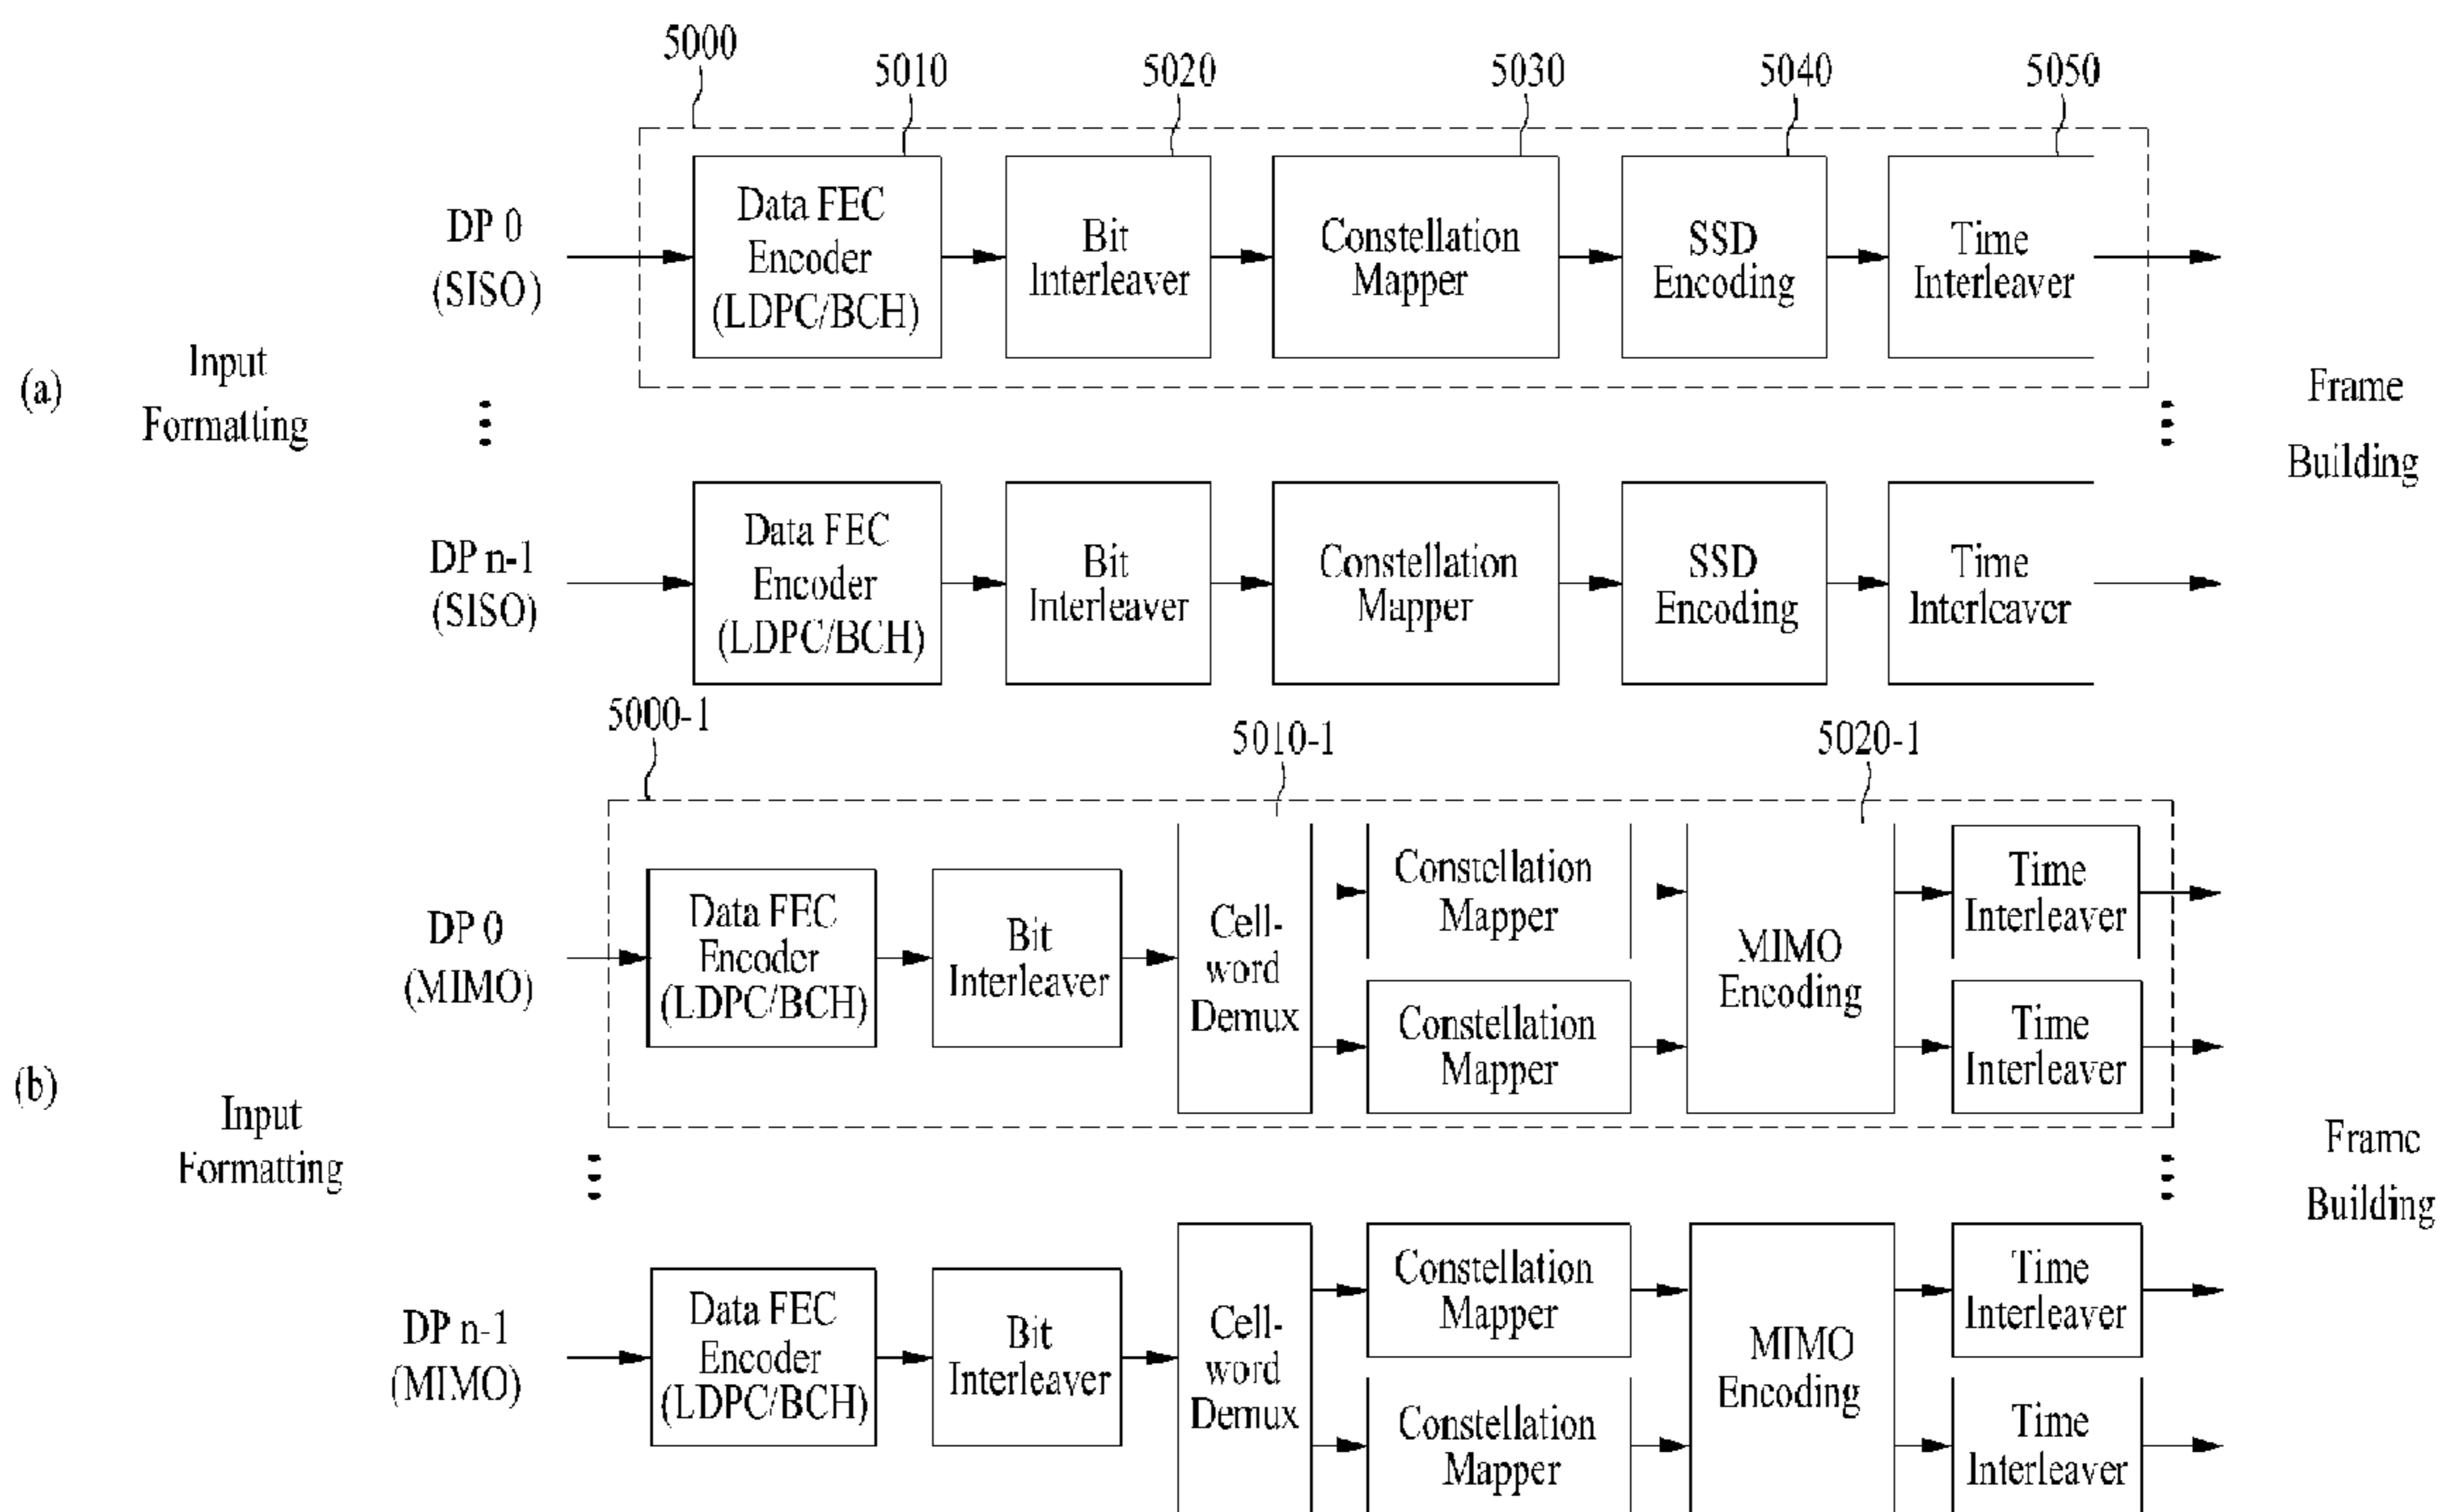 5000
5010
5020
5030
5040
5050
DP 0
(SISO)
Data FEC
Encoder
(LDPC/BCH)
Bit
Interleaver
Constellation
Mapper
SSD
Encoding
Time
Interleaver
(a)
Input
Formatting
Frame
Building
DP n-1
(SISO)
Data FEC
Encoder
(LDPC/BCH)
Bit
Interleaver
Constellation
Mapper
SSD
Encoding
Time
Interleaver
5000-1
5010-1
5020-1
DP 0
(MIMO)
Data FEC
Encoder
(LDPC/BCH)
Bit
Interleaver
Cell-
word
Demux
Constellation
Mapper
Constellation
Mapper
MIMO
Encoding
Time
Interleaver
Time
Interleaver
(b)
Input
Formatting
Frame
Building
DP n-1
(MIMO)
Data FEC
Encoder
(LDPC/BCH)
Bit
Interleaver
Cell-
word
Demux
Constellation
Mapper
Constellation
Mapper
MIMO
Encoding
Time
Interleaver
Time
Interleaver